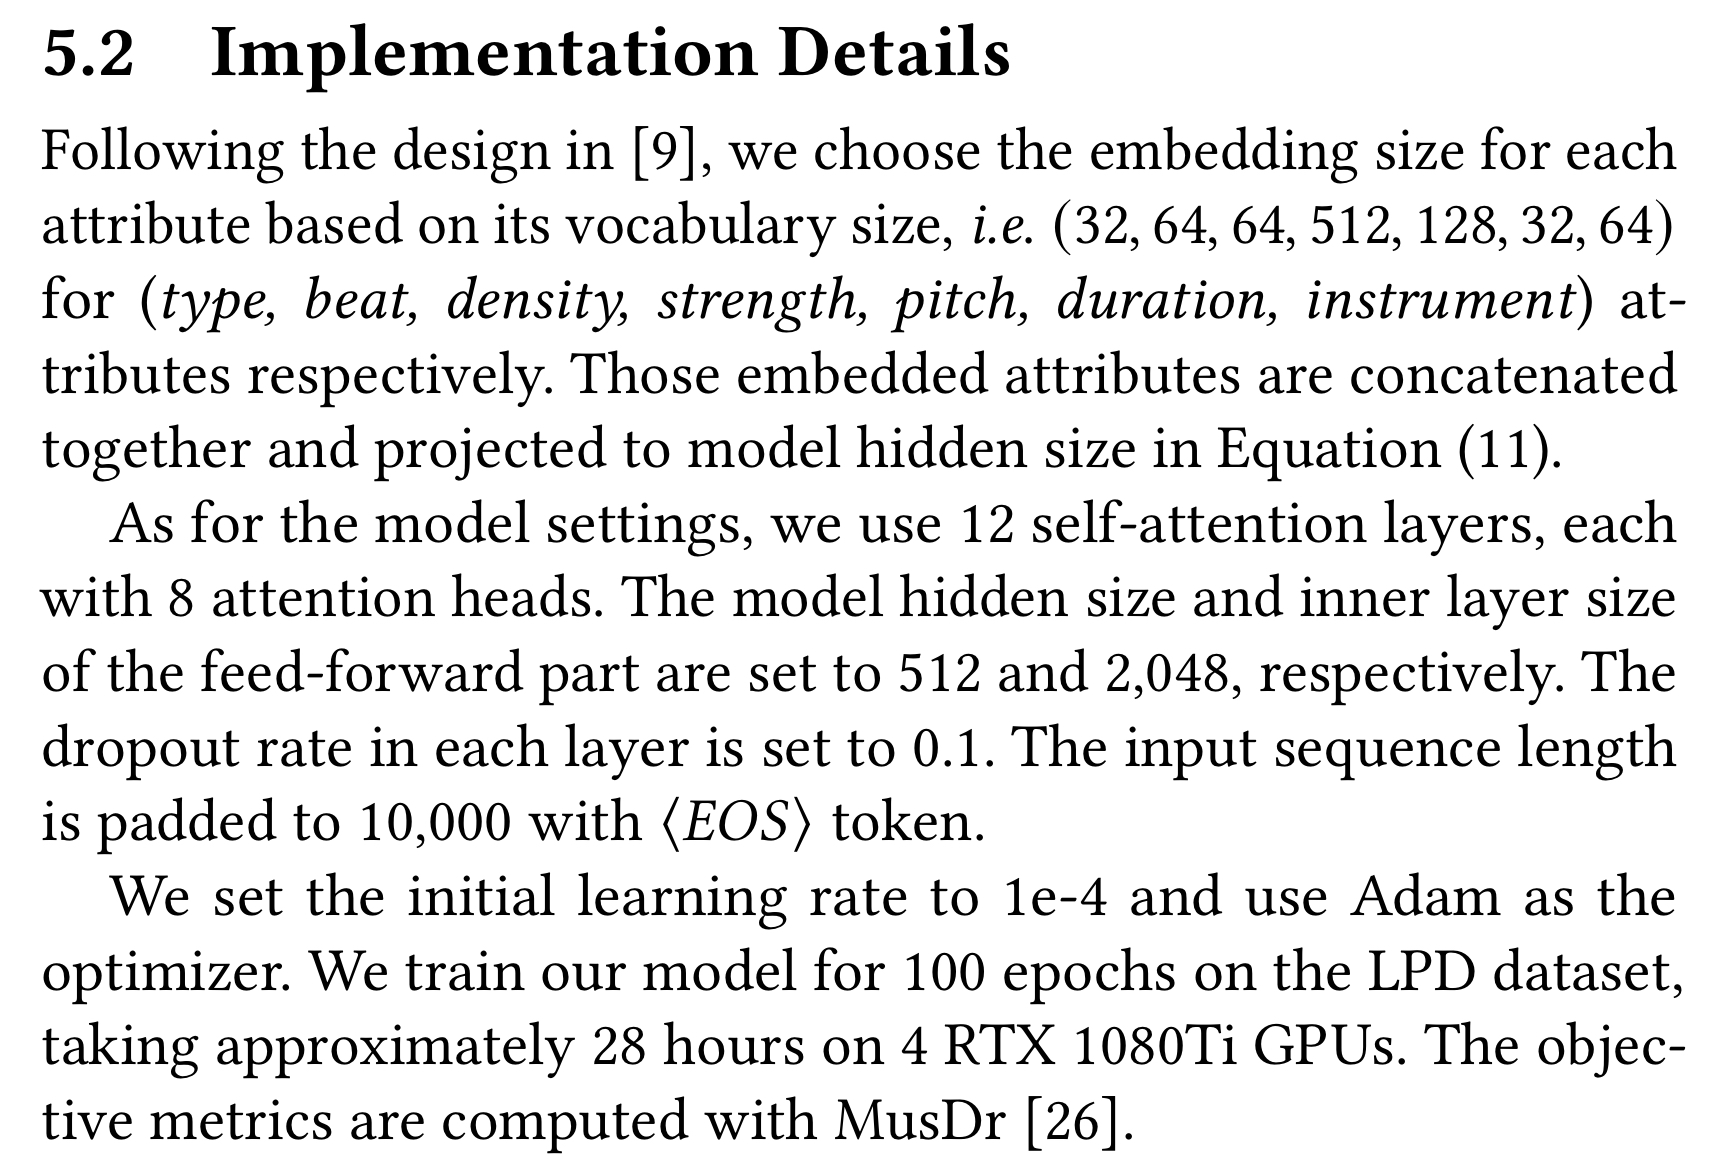 5.2 Implementation Details
Following the design in [9], we choose the embedding size for each
attribute based on its vocabulary size, i.e. (32, 64, 64, 512, 128, 32, 64)
for (type, beat, density, strength, pitch, duration, instrument) at-
tributes respectively. Those embedded attributes are concatenated
together and projected to model hidden size in Equation (11).
As for the model settings, we use 12 self-attention layers, each
with 8 attention heads. The model hidden size and inner layer size
of the feed-forward part are set to 512 and 2,048, respectively. The
dropout rate in each layer is set to 0.1. The input sequence length
is padded to 10,000 with ⟨EOS⟩ token.
We set the initial learning rate to 1e-4 and use Adam as the
optimizer. We train our model for 100 epochs on the LPD dataset,
taking approximately 28 hours on 4 RTX 1080Ti GPUs. The objec-
tive metrics are computed with MusDr [26].